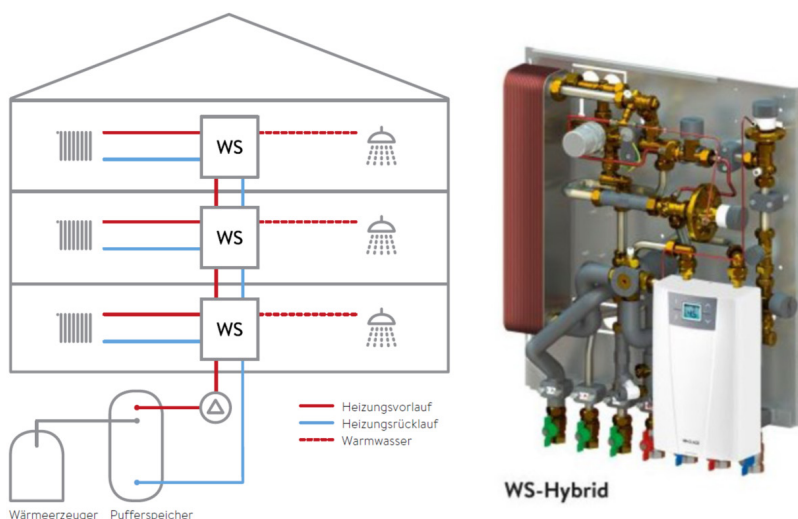 WS
WS
WS
Heizungsvorlauf
Heizungsrücklauf
Warmwasser
Wärmeerzeuger Pufferspeicher
WS-Hybrid